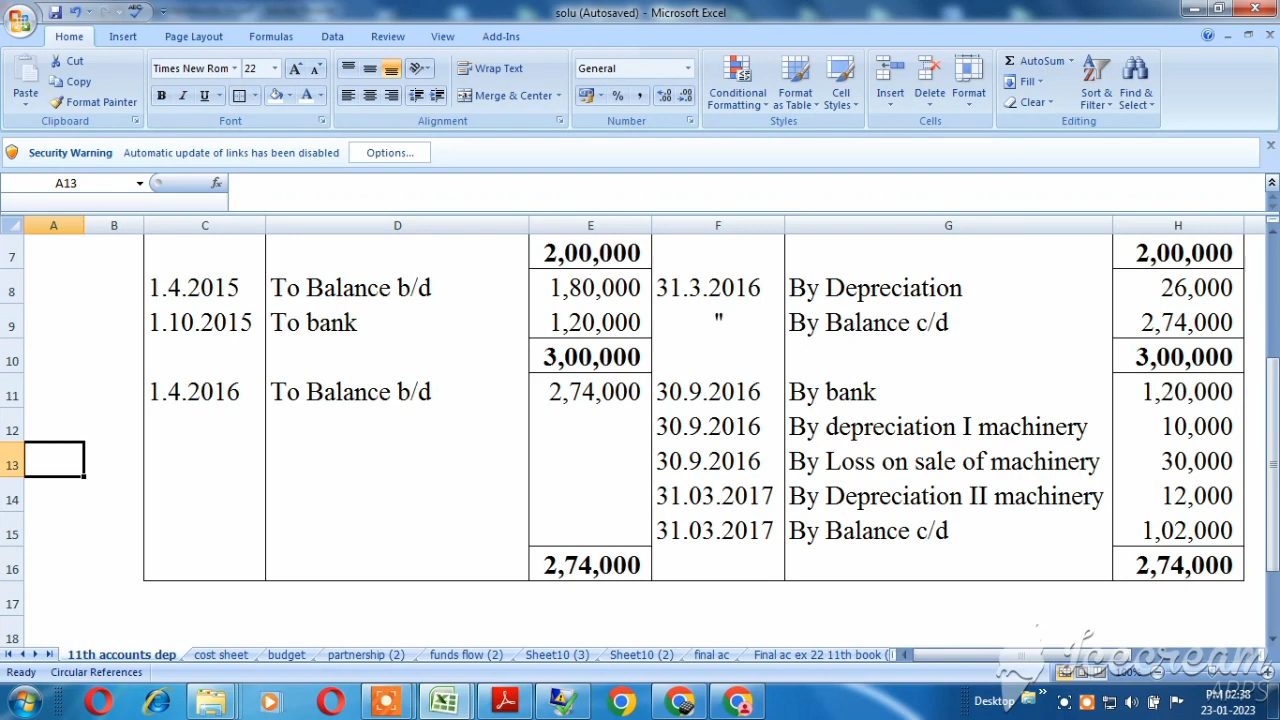 solu (Autosaved) - Microsoft Excel
Home Insert Page Layout Formulas Data Review View Add-Ins
Cut Times New Rom 22 Wrap Text General AutoSum
Copy Fill
Paste Format Painter Merge & Center Conditional Formatting Format as Table Cell Styles Insert Delete Format Clear Sort & Filter Find & Select
Clipboard Font Alignment Number Styles Cells Editing
Security Warning Automatic update of links has been disabled Options...
A13 fx
A B C D E F G H
7 2,00,000 2,00,000
8 1.4.2015 To Balance b/d 1,80,000 31.3.2016 By Depreciation 26,000
9 1.10.2015 To bank 1,20,000 " By Balance c/d 2,74,000
10 3,00,000 3,00,000
11 1.4.2016 To Balance b/d 2,74,000 30.9.2016 By bank 1,20,000
12 30.9.2016 By depreciation I machinery 10,000
13 30.9.2016 By Loss on sale of machinery 30,000
14 31.03.2017 By Depreciation II machinery 12,000
15 31.03.2017 By Balance c/d 1,02,000
16 2,74,000 2,74,000
17
18
11th accounts dep cost sheet budget partnership (2) funds flow (2) Sheet10 (3) Sheet10 (2) final ac Final ac ex 22 11th book (
Ready Circular References 100%
Icecream
APPS
Desktop PM 02:38
23-01-2023